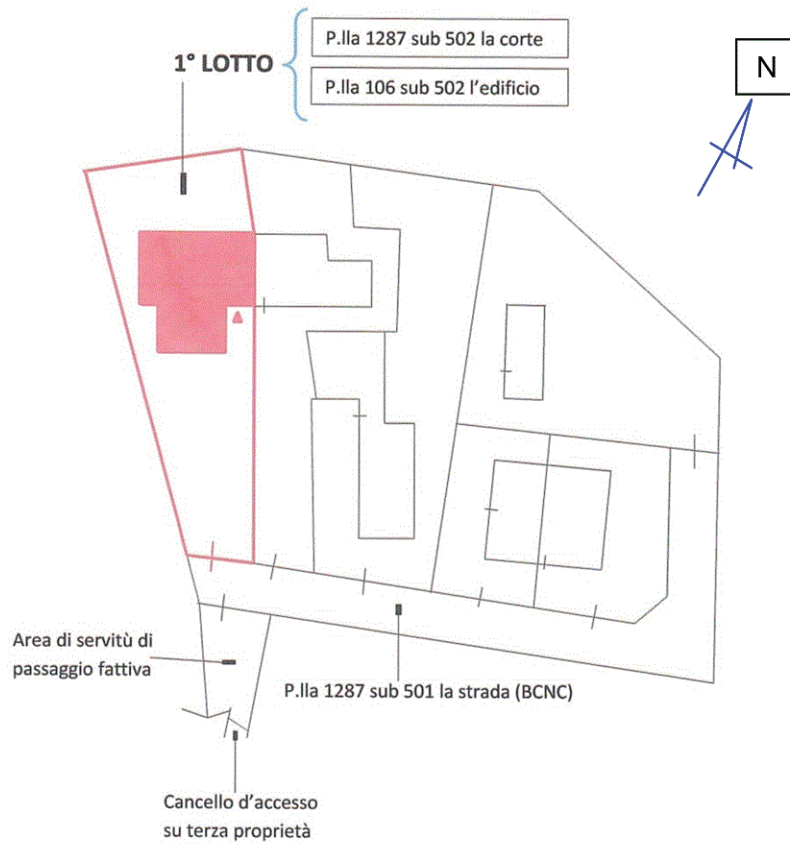 P.lla 1287 sub 502 la corte
1° LOTTO
P.lla 106 sub 502 l'edificio
N
Area di servitù di
passaggio fattiva
P.lla 1287 sub 501 la strada (BCNC)
Cancello d'accesso
su terza proprietà